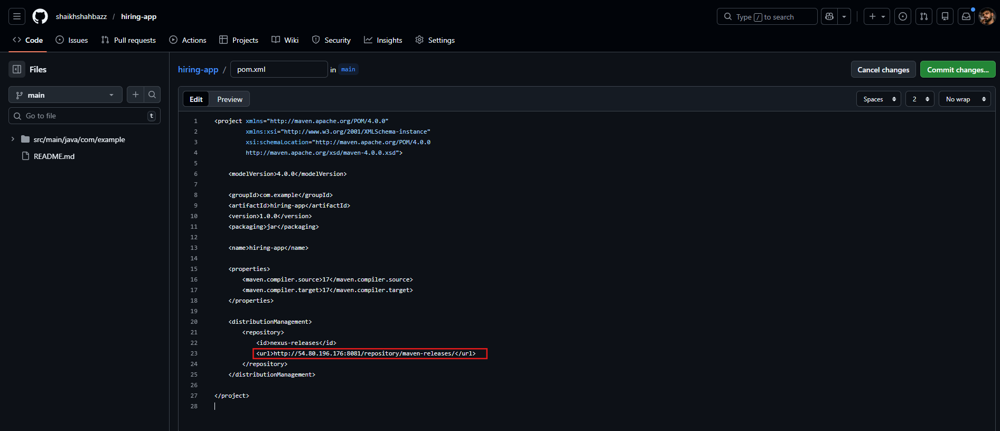 shaikhshahbazz / hiring-app
Type / to search
Code
Issues
Pull requests
Actions
Projects
Wiki
Security
Insights
Settings
Files
main
Go to file
t
src/main/java/com/example
README.md
hiring-app / pom.xml in main
Cancel changes
Commit changes...
Edit
Preview
Spaces
2
No wrap
1 <project xmlns="http://maven.apache.org/POM/4.0.0"
2 xmlns:xsi="http://www.w3.org/2001/XMLSchema-instance"
3 xsi:schemaLocation="http://maven.apache.org/POM/4.0.0
4 http://maven.apache.org/xsd/maven-4.0.0.xsd">
5
6 <modelVersion>4.0.0</modelVersion>
7
8 <groupId>com.example</groupId>
9 <artifactId>hiring-app</artifactId>
10 <version>1.0.0</version>
11 <packaging>jar</packaging>
12
13 <name>hiring-app</name>
14
15 <properties>
16 <maven.compiler.source>17</maven.compiler.source>
17 <maven.compiler.target>17</maven.compiler.target>
18 </properties>
19
20 <distributionManagement>
21 <repository>
22 <id>nexus-releases</id>
23 <url>http://54.80.196.176:8081/repository/maven-releases/</url>
24 </repository>
25 </distributionManagement>
26
27 </project>
28